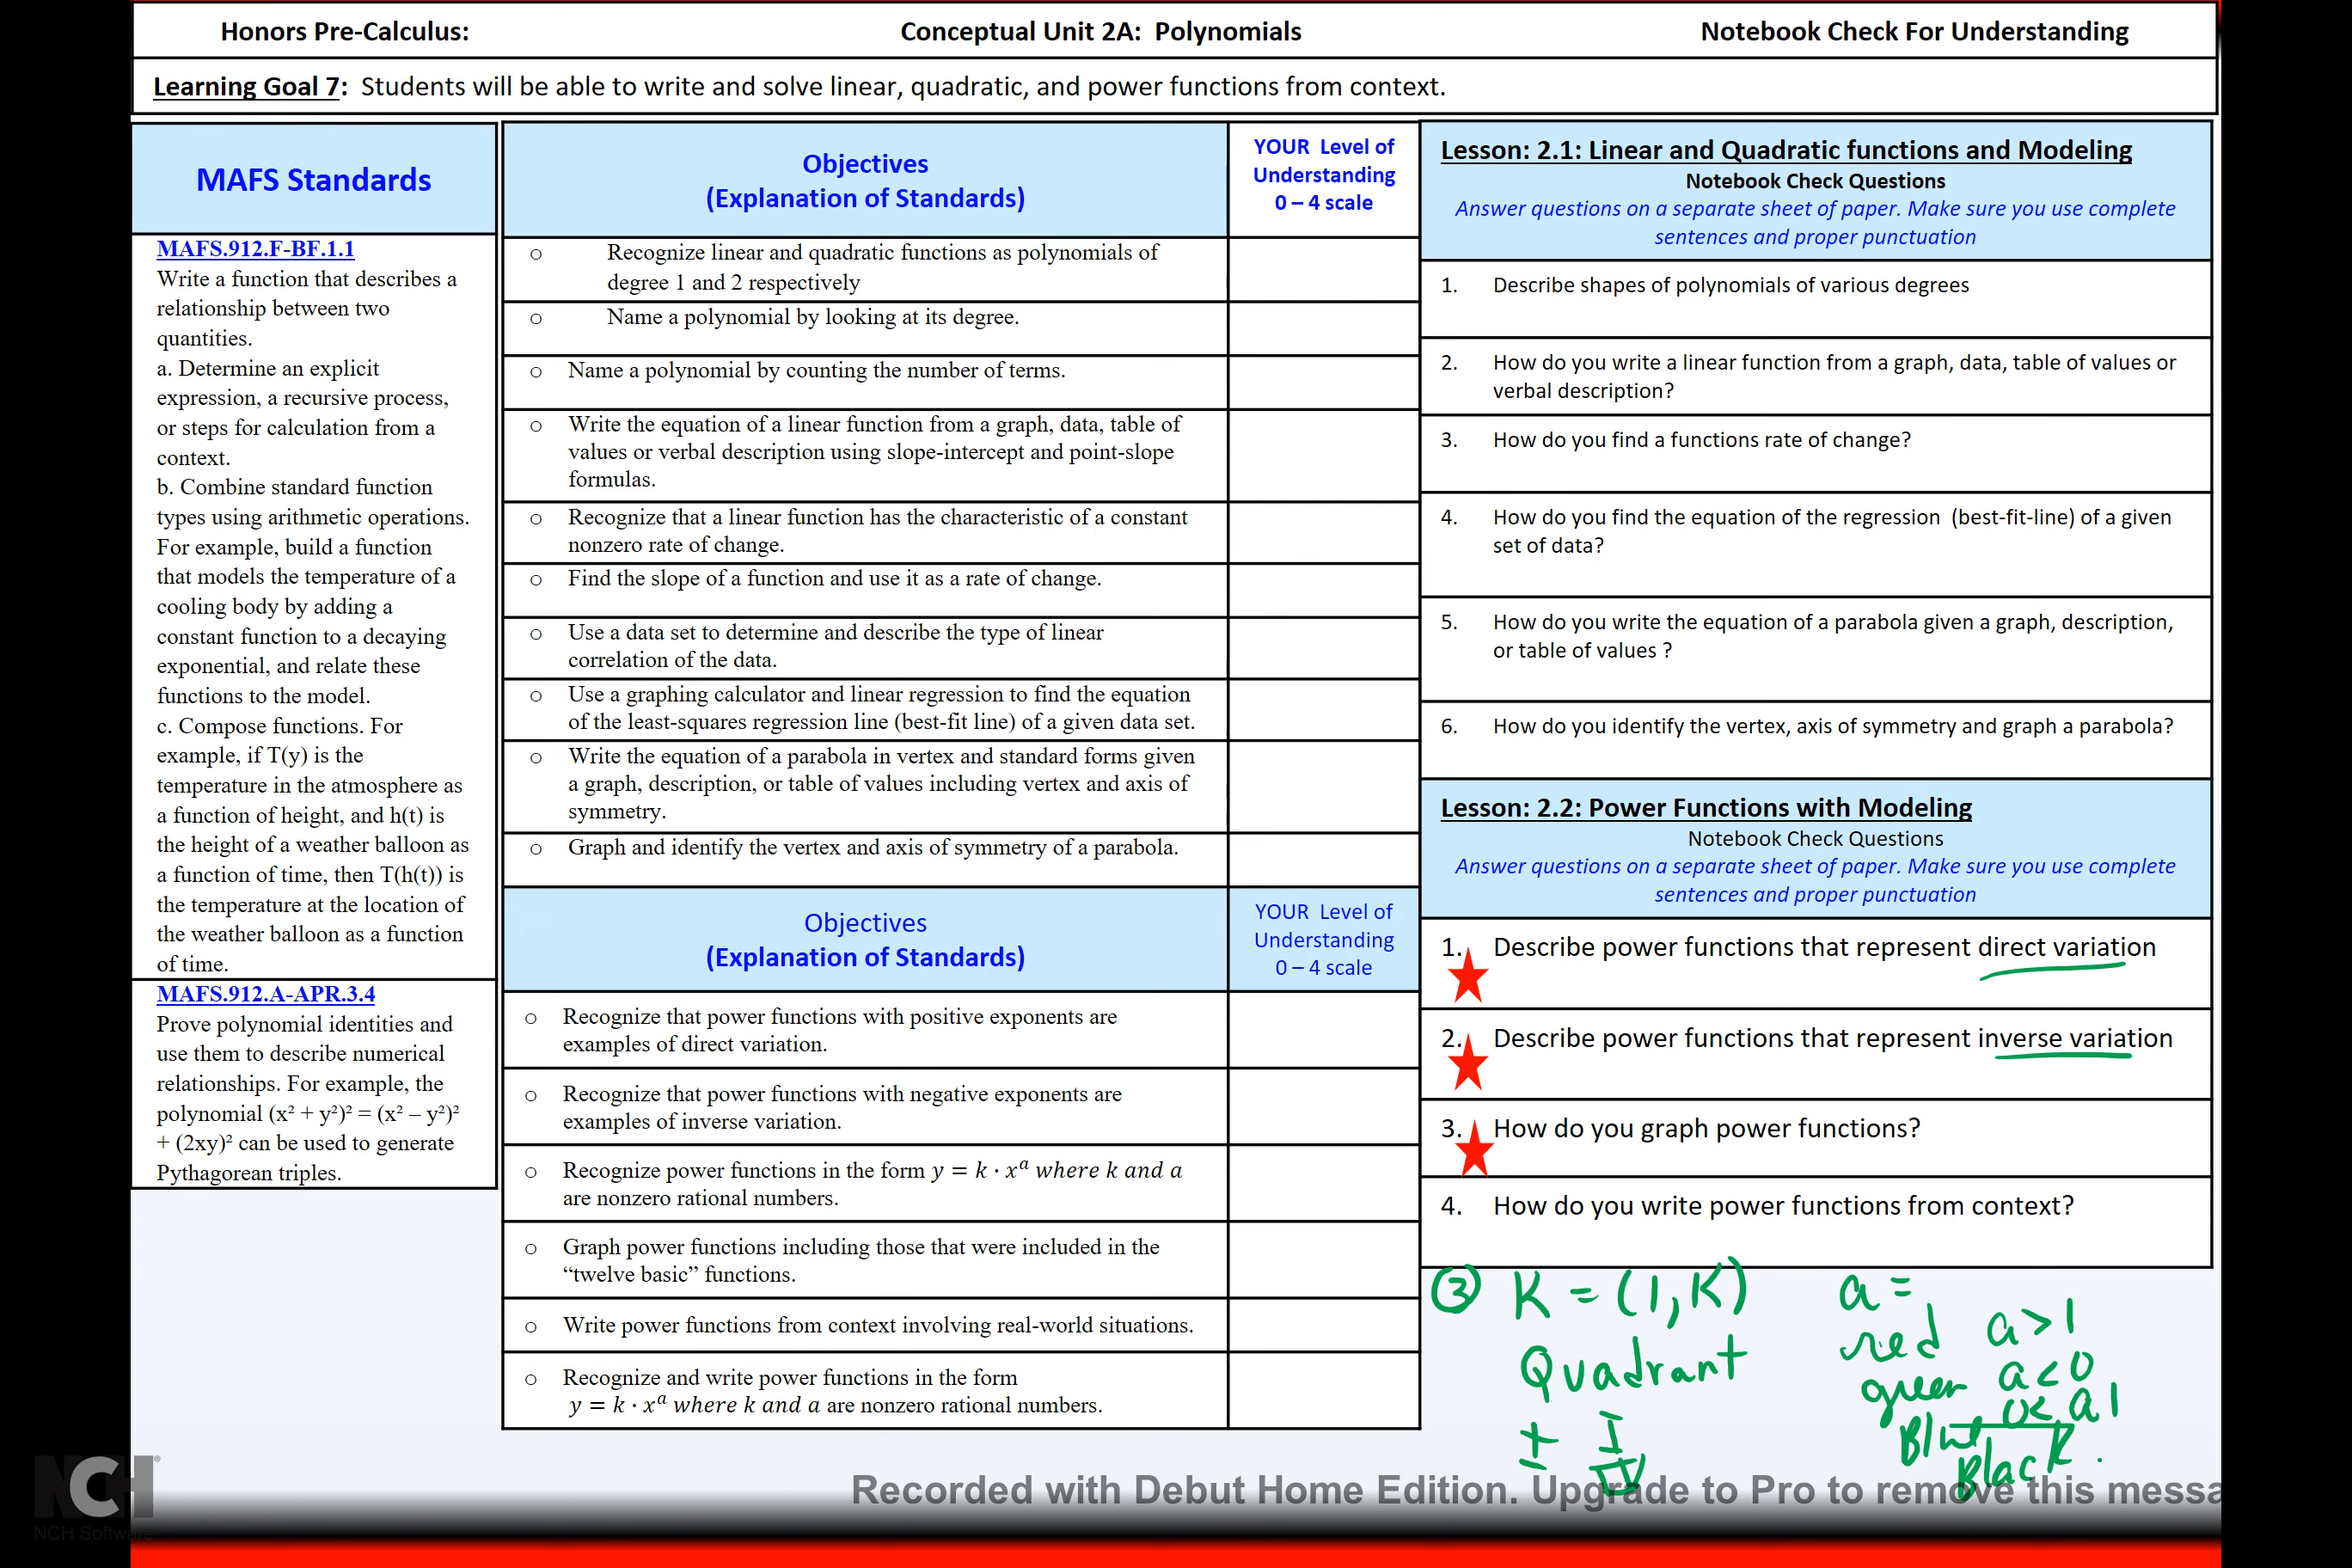 Honors Pre-Calculus:
Conceptual Unit 2A: Polynomials
Notebook Check For Understanding
Learning Goal 7: Students will be able to write and solve linear, quadratic, and power functions from context.
MAFS Standards
MAFS.912.F-BF.1.1
Write a function that describes a
relationship between two
quantities.
a. Determine an explicit
expression, a recursive process,
or steps for calculation from a
context.
b. Combine standard function
types using arithmetic operations.
For example, build a function
that models the temperature of a
cooling body by adding a
constant function to a decaying
exponential, and relate these
functions to the model.
c. Compose functions. For
example, if T(y) is the
temperature in the atmosphere as
a function of height, and h(t) is
the height of a weather balloon as
a function of time, then T(h(t)) is
the temperature at the location of
the weather balloon as a function
of time.
MAFS.912.A-APR.3.4
Prove polynomial identities and
use them to describe numerical
relationships. For example, the
polynomial (x² + y²)² = (x² – y²)²
+ (2xy)² can be used to generate
Pythagorean triples.
Objectives
(Explanation of Standards)
YOUR Level of
Understanding
0 – 4 scale
o Recognize linear and quadratic functions as polynomials of
degree 1 and 2 respectively
o Name a polynomial by looking at its degree.
o Name a polynomial by counting the number of terms.
o Write the equation of a linear function from a graph, data, table of
values or verbal description using slope-intercept and point-slope
formulas.
o Recognize that a linear function has the characteristic of a constant
nonzero rate of change.
o Find the slope of a function and use it as a rate of change.
o Use a data set to determine and describe the type of linear
correlation of the data.
o Use a graphing calculator and linear regression to find the equation
of the least-squares regression line (best-fit line) of a given data set.
o Write the equation of a parabola in vertex and standard forms given
a graph, description, or table of values including vertex and axis of
symmetry.
o Graph and identify the vertex and axis of symmetry of a parabola.
Objectives
(Explanation of Standards)
YOUR Level of
Understanding
0 – 4 scale
o Recognize that power functions with positive exponents are
examples of direct variation.
o Recognize that power functions with negative exponents are
examples of inverse variation.
o Recognize power functions in the form y = k · xᵃ where k and a
are nonzero rational numbers.
o Graph power functions including those that were included in the
“twelve basic” functions.
o Write power functions from context involving real-world situations.
o Recognize and write power functions in the form
y = k · xᵃ where k and a are nonzero rational numbers.
Lesson: 2.1: Linear and Quadratic functions and Modeling
Notebook Check Questions
Answer questions on a separate sheet of paper. Make sure you use complete
sentences and proper punctuation
1. Describe shapes of polynomials of various degrees
2. How do you write a linear function from a graph, data, table of values or
verbal description?
3. How do you find a functions rate of change?
4. How do you find the equation of the regression (best-fit-line) of a given
set of data?
5. How do you write the equation of a parabola given a graph, description,
or table of values ?
6. How do you identify the vertex, axis of symmetry and graph a parabola?
Lesson: 2.2: Power Functions with Modeling
Notebook Check Questions
Answer questions on a separate sheet of paper. Make sure you use complete
sentences and proper punctuation
1. Describe power functions that represent direct variation
2. Describe power functions that represent inverse variation
3. How do you graph power functions?
4. How do you write power functions from context?
③ K = (1, K)
Quadrant
± I
IV
a =
red a > 1
green a < 0
Blue 0 < a 1
Black
Recorded with Debut Home Edition. Upgrade to Pro to remove this messa
NCH
NCH Software